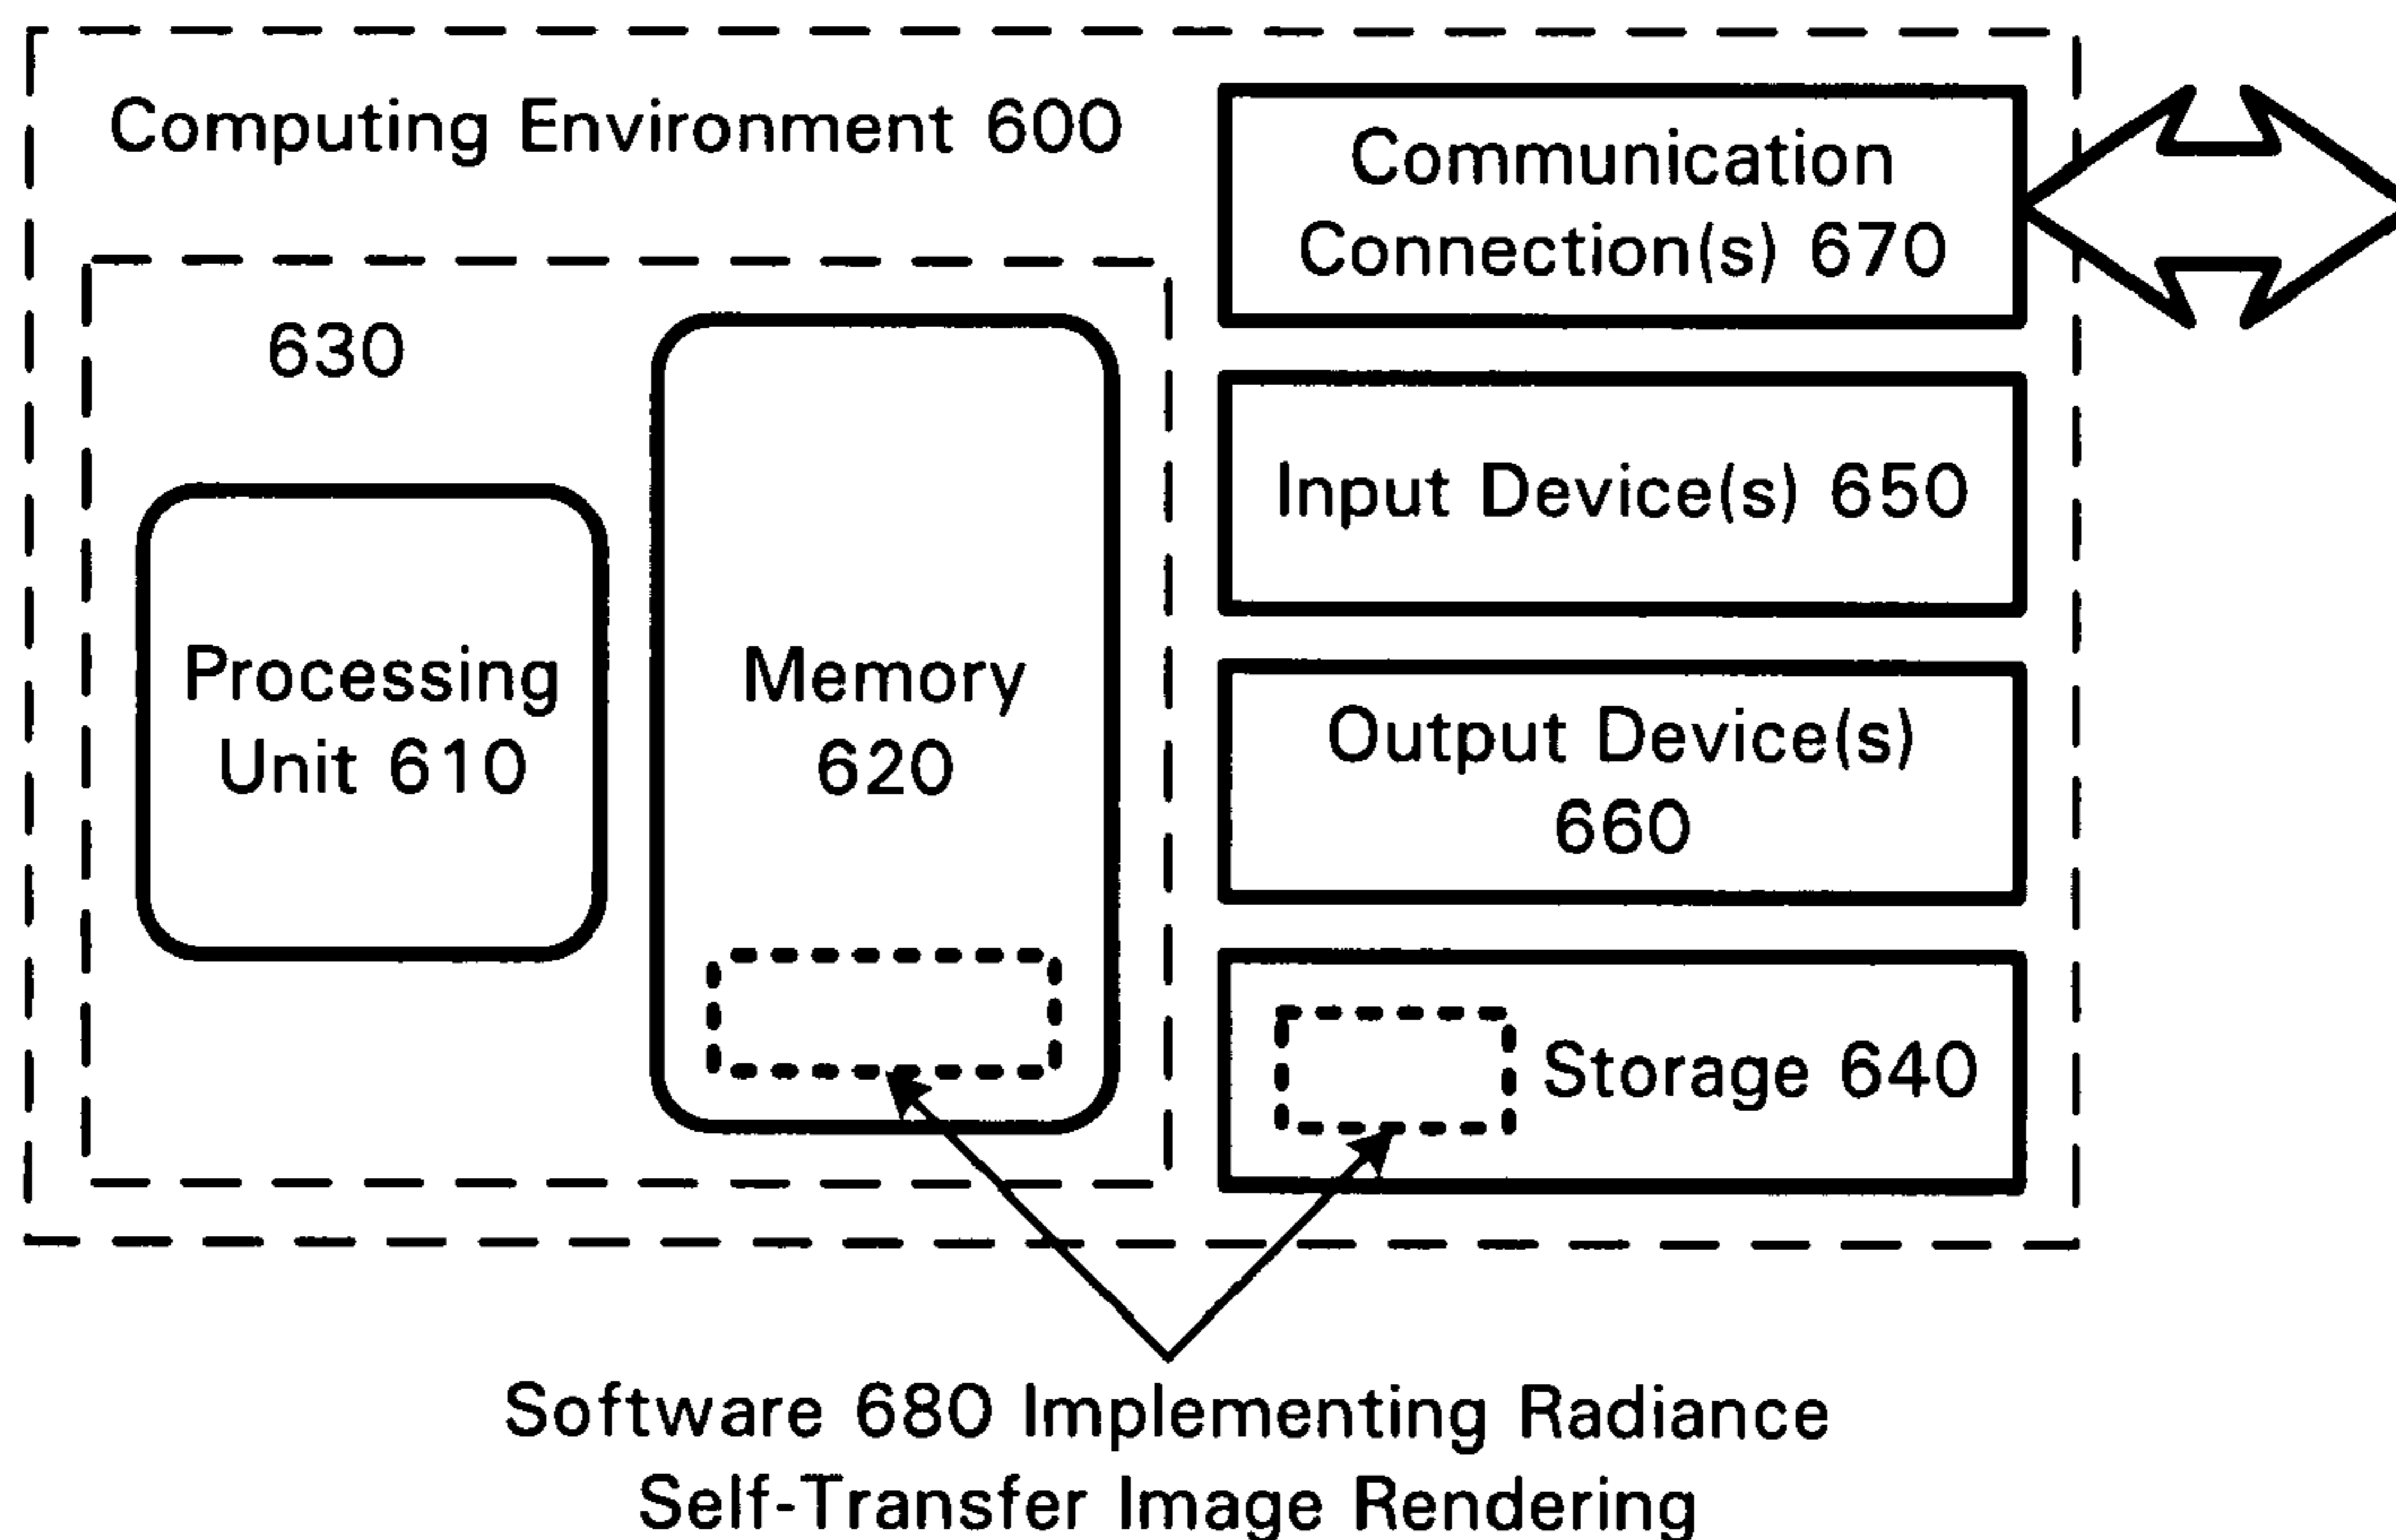 Computing Environment 600
Communication
Connection(s) 670
630
Input Device(s) 650
Processing
Unit 610
Memory
620
Output Device(s)
660
Storage 640
Software 680 Implementing Radiance
Self-Transfer Image Rendering